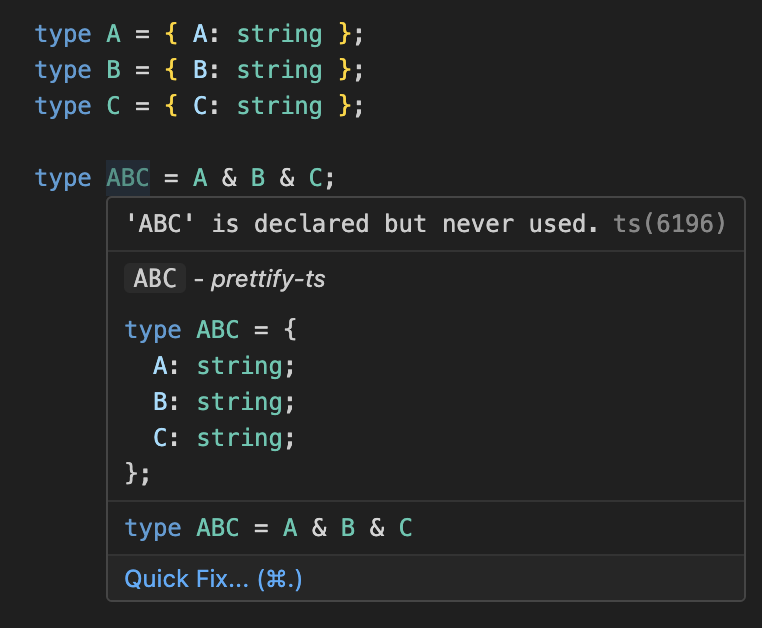 type A = { A: string };
type B = { B: string };
type C = { C: string };
type ABC = A & B & C;
'ABC' is declared but never used. ts(6196)
ABC - prettify-ts
type ABC = {
  A: string;
  B: string;
  C: string;
};
type ABC = A & B & C
Quick Fix... (⌘.)